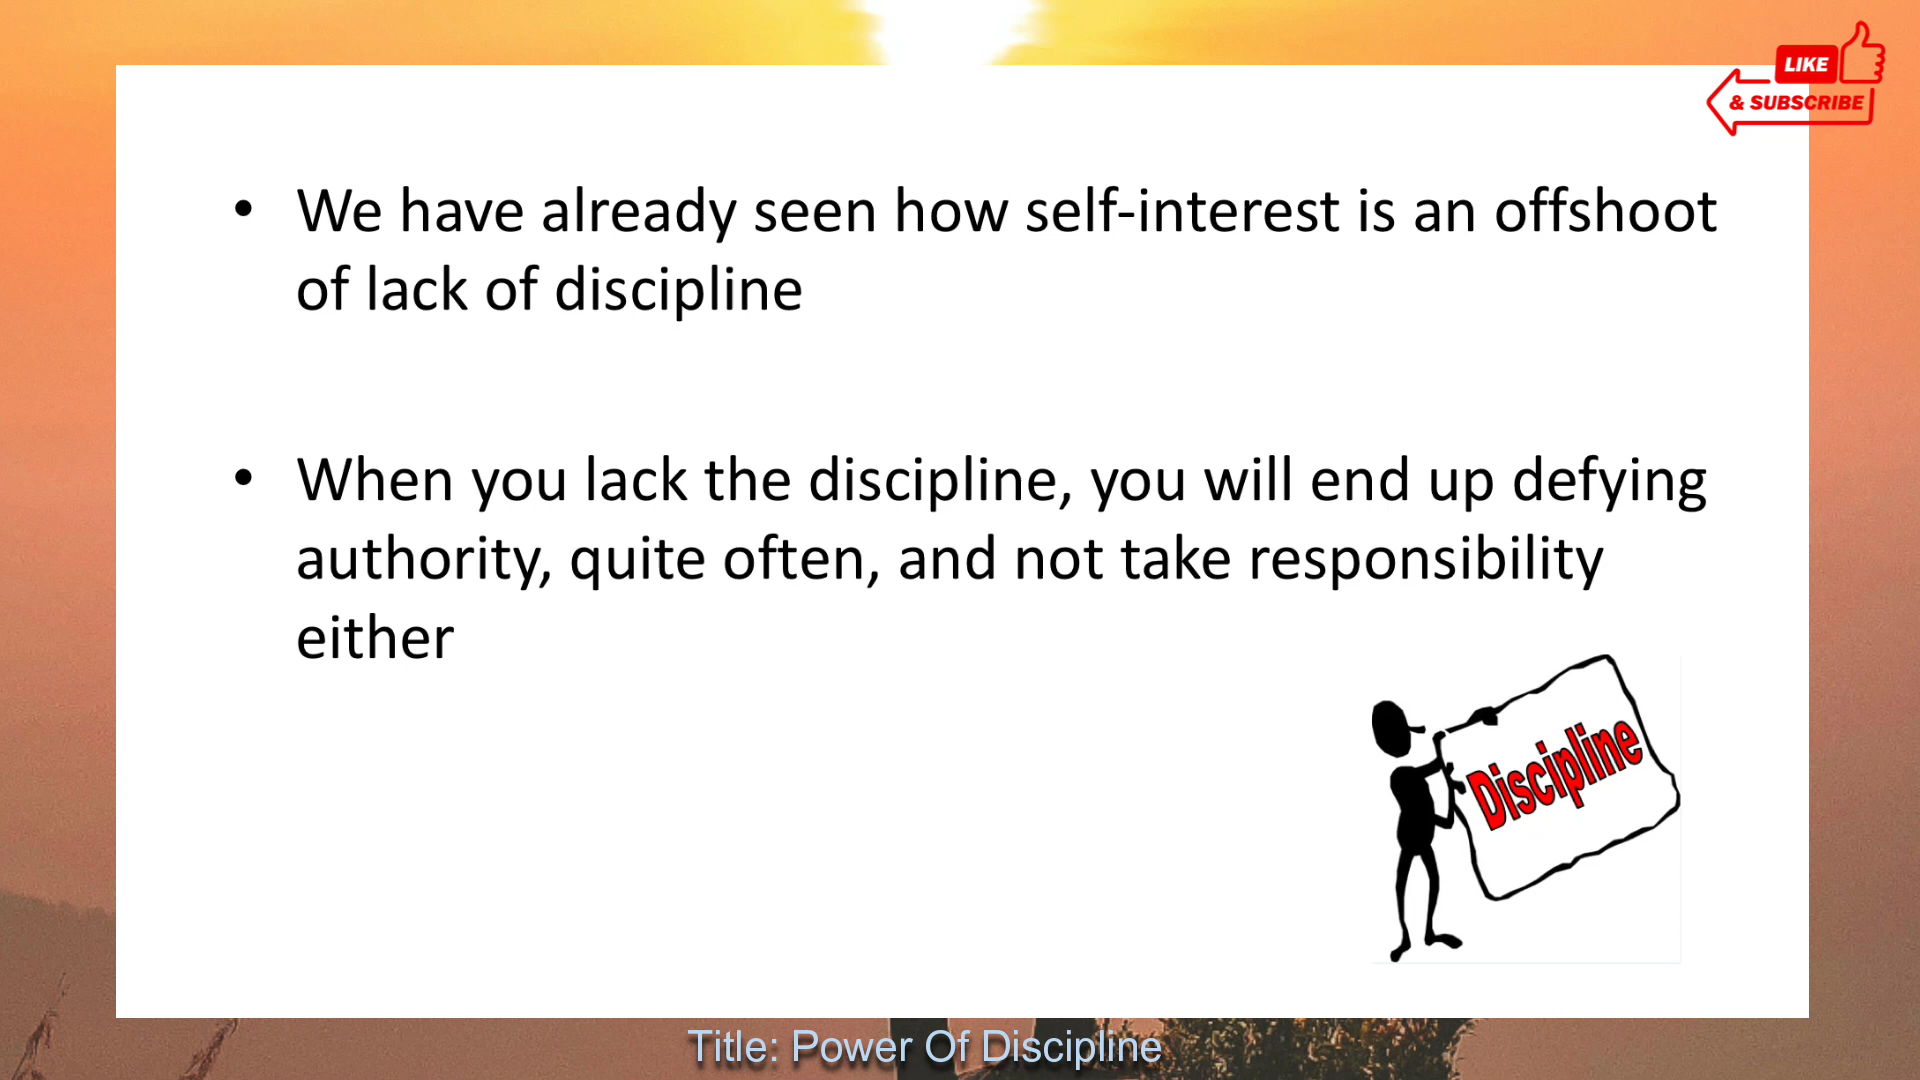 LIKE
& SUBSCRIBE
• We have already seen how self-interest is an offshoot
of lack of discipline
• When you lack the discipline, you will end up defying
authority, quite often, and not take responsibility
either
Discipline
Title: Power Of Discipline